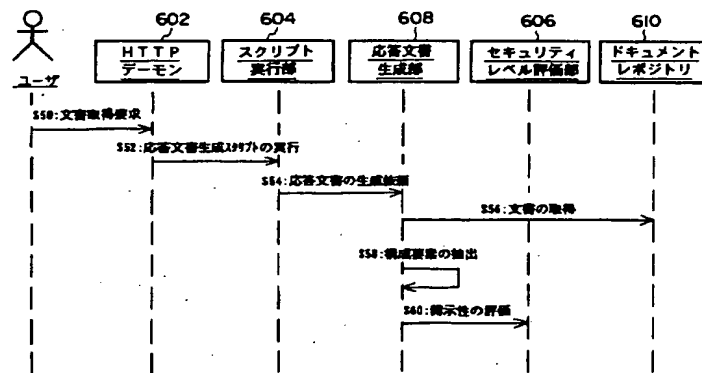 602
604
608
606
610
HTTP
デーモン
スクリプト
実行部
応答文書
生成部
セキュリティ
レベル評価部
ドキュメント
レポジトリ
ユーザ
S50:文書取得要求
S52:応答文書生成スクリプトの実行
S54:応答文書の生成依頼
S56:文書の取得
S58:構成要素の抽出
S60:開示性の評価